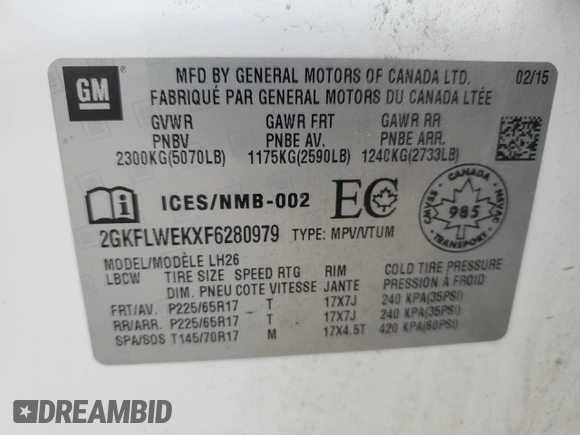 GM
MFD BY GENERAL MOTORS OF CANADA LTD. 02/15
FABRIQUÉ PAR GENERAL MOTORS DU CANADA LTÉE
GVWR GAWR FRT GAWR RR
PNBV PNBE AV. PNBE ARR.
2300KG(5070LB) 1175KG(2590LB) 1240KG(2733LB)
ICES/NMB-002 EC
CANADA
CMVSS 985 NSVAC
TRANSPORT
2GKFLWEKXF6280979 TYPE: MPV/VTUM
MODEL/MODÈLE LH26
LBCW TIRE SIZE SPEED RTG RIM COLD TIRE PRESSURE
DIM. PNEU COTE VITESSE JANTE PRESSION À FROID
FRT/AV. P225/65R17 T 17X7J 240 KPA(35PSI)
RR/ARR. P225/65R17 T 17X7J 240 KPA(35PSI)
SPA/SOS T145/70R17 M 17X4.5T 420 KPA(60PSI)
DREAMBID